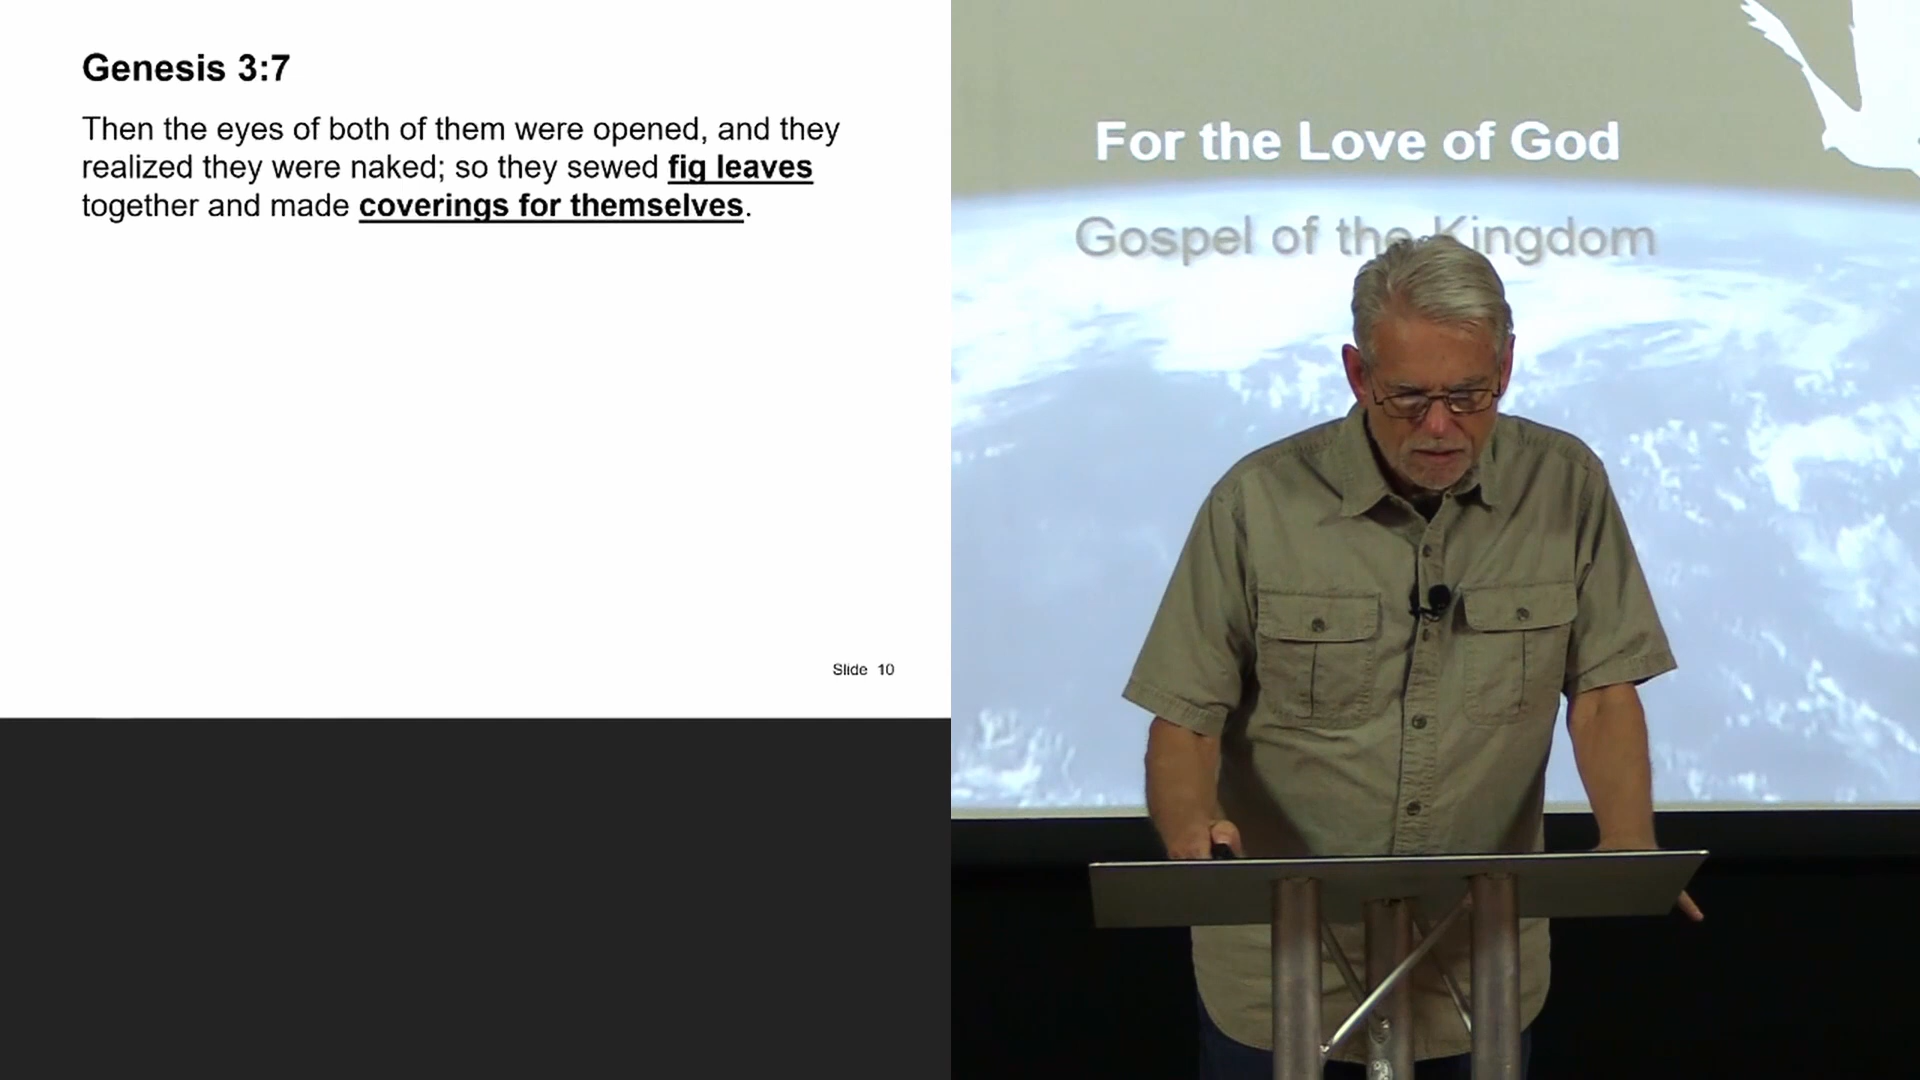 Genesis 3:7
Then the eyes of both of them were opened, and they
realized they were naked; so they sewed fig leaves
together and made coverings for themselves.
Slide 10
For the Love of God
Gospel of the Kingdom